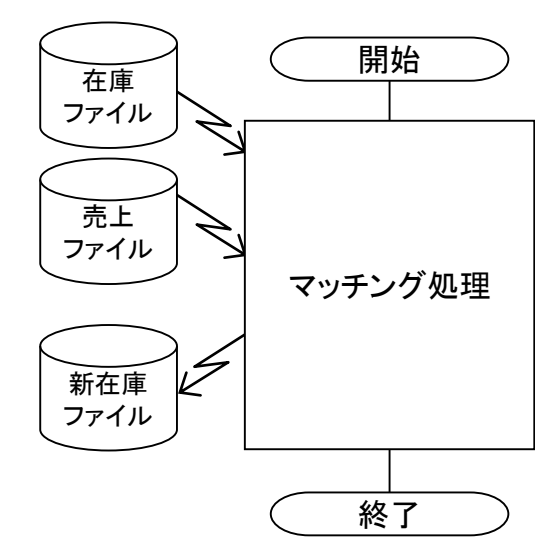 在庫
ファイル
売上
ファイル
新在庫
ファイル
開始
マッチング処理
終了